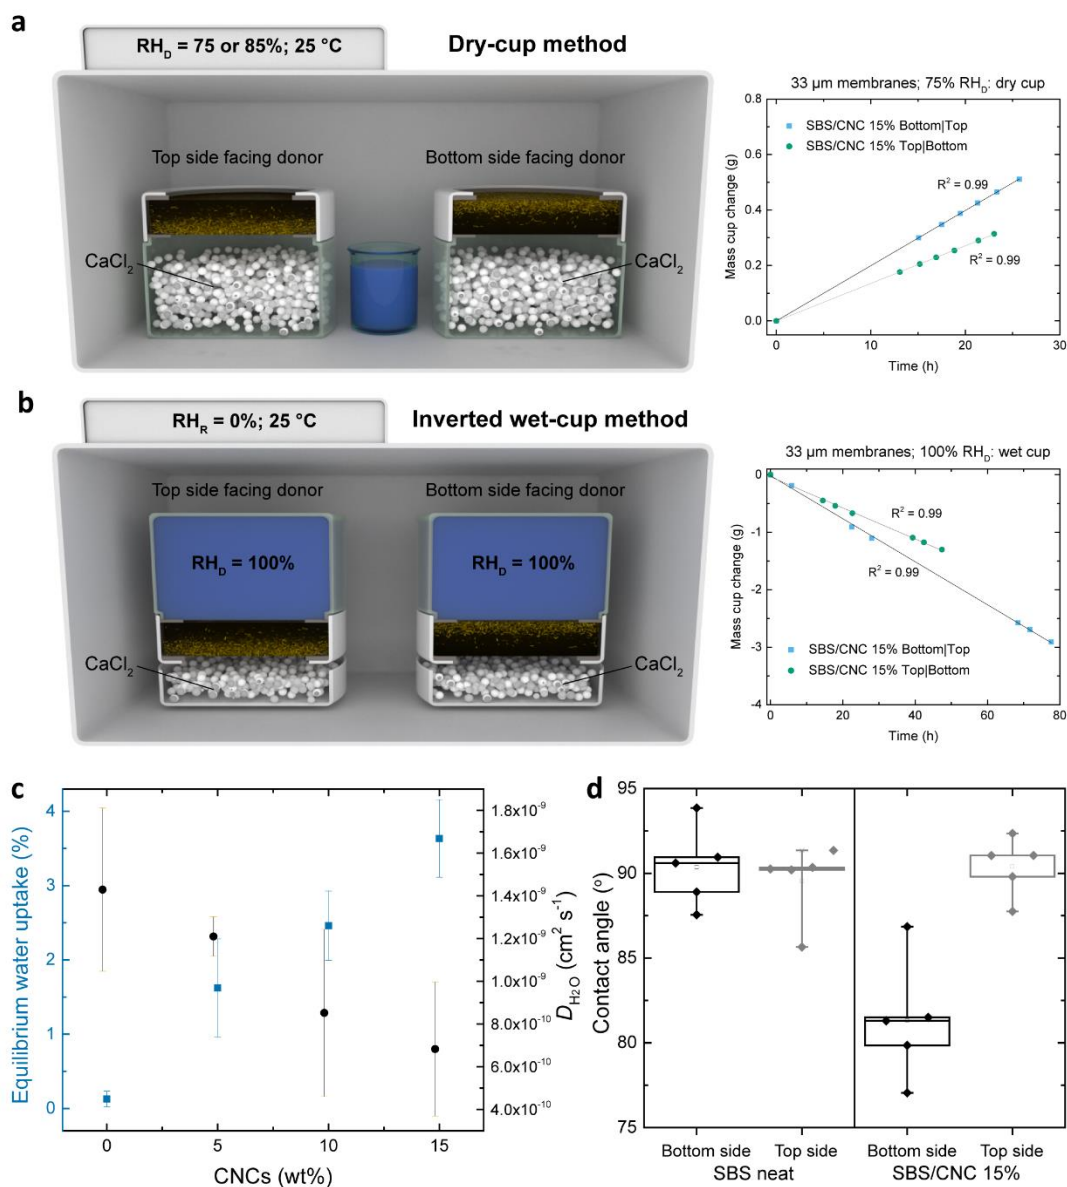 a
RH_D = 75 or 85%; 25 °C
Dry-cup method
Top side facing donor
Bottom side facing donor
CaCl₂
CaCl₂
33 µm membranes; 75% RH_D: dry cup
0.8
0.6
0.4
0.2
0.0
Mass cup change (g)
SBS/CNC 15% Bottom|Top
SBS/CNC 15% Top|Bottom
R² = 0.99
R² = 0.99
0 10 20 30
Time (h)
b
RH_R = 0%; 25 °C
Inverted wet-cup method
Top side facing donor
Bottom side facing donor
RH_D = 100%
RH_D = 100%
CaCl₂
CaCl₂
33 µm membranes; 100% RH_D: wet cup
0
-1
-2
-3
-4
Mass cup change (g)
R² = 0.99
R² = 0.99
SBS/CNC 15% Bottom|Top
SBS/CNC 15% Top|Bottom
0 20 40 60 80
Time (h)
c
Equilibrium water uptake (%)
4
3
2
1
0
1.8x10⁻⁹
1.6x10⁻⁹
1.4x10⁻⁹
1.2x10⁻⁹
1.0x10⁻⁹
8.0x10⁻¹⁰
6.0x10⁻¹⁰
4.0x10⁻¹⁰
D_H2O (cm² s⁻¹)
0 5 10 15
CNCs (wt%)
d
Contact angle (º)
95
90
85
80
75
Bottom side Top side Bottom side Top side
SBS neat SBS/CNC 15%